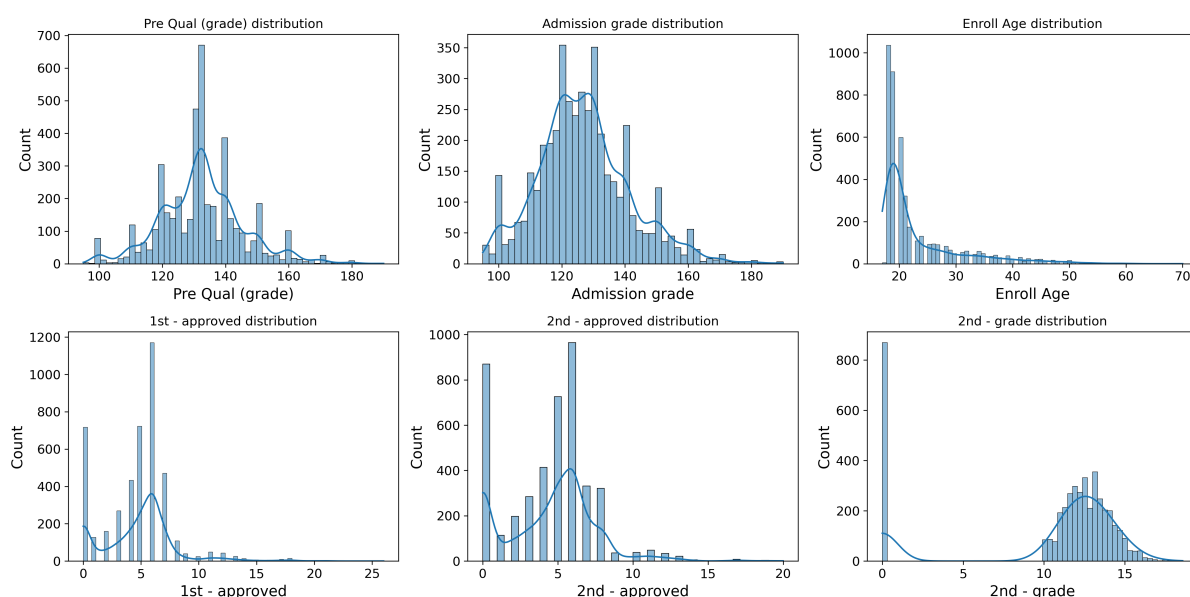 Pre Qual (grade) distribution
Count
700
600
500
400
300
200
100
0
100 120 140 160 180
Pre Qual (grade)
Admission grade distribution
Count
350
300
250
200
150
100
50
0
100 120 140 160 180
Admission grade
Enroll Age distribution
Count
1000
800
600
400
200
0
20 30 40 50 60 70
Enroll Age
1st - approved distribution
Count
1200
1000
800
600
400
200
0
0 5 10 15 20 25
1st - approved
2nd - approved distribution
Count
1000
800
600
400
200
0
0 5 10 15 20
2nd - approved
2nd - grade distribution
Count
800
600
400
200
0
0 5 10 15
2nd - grade